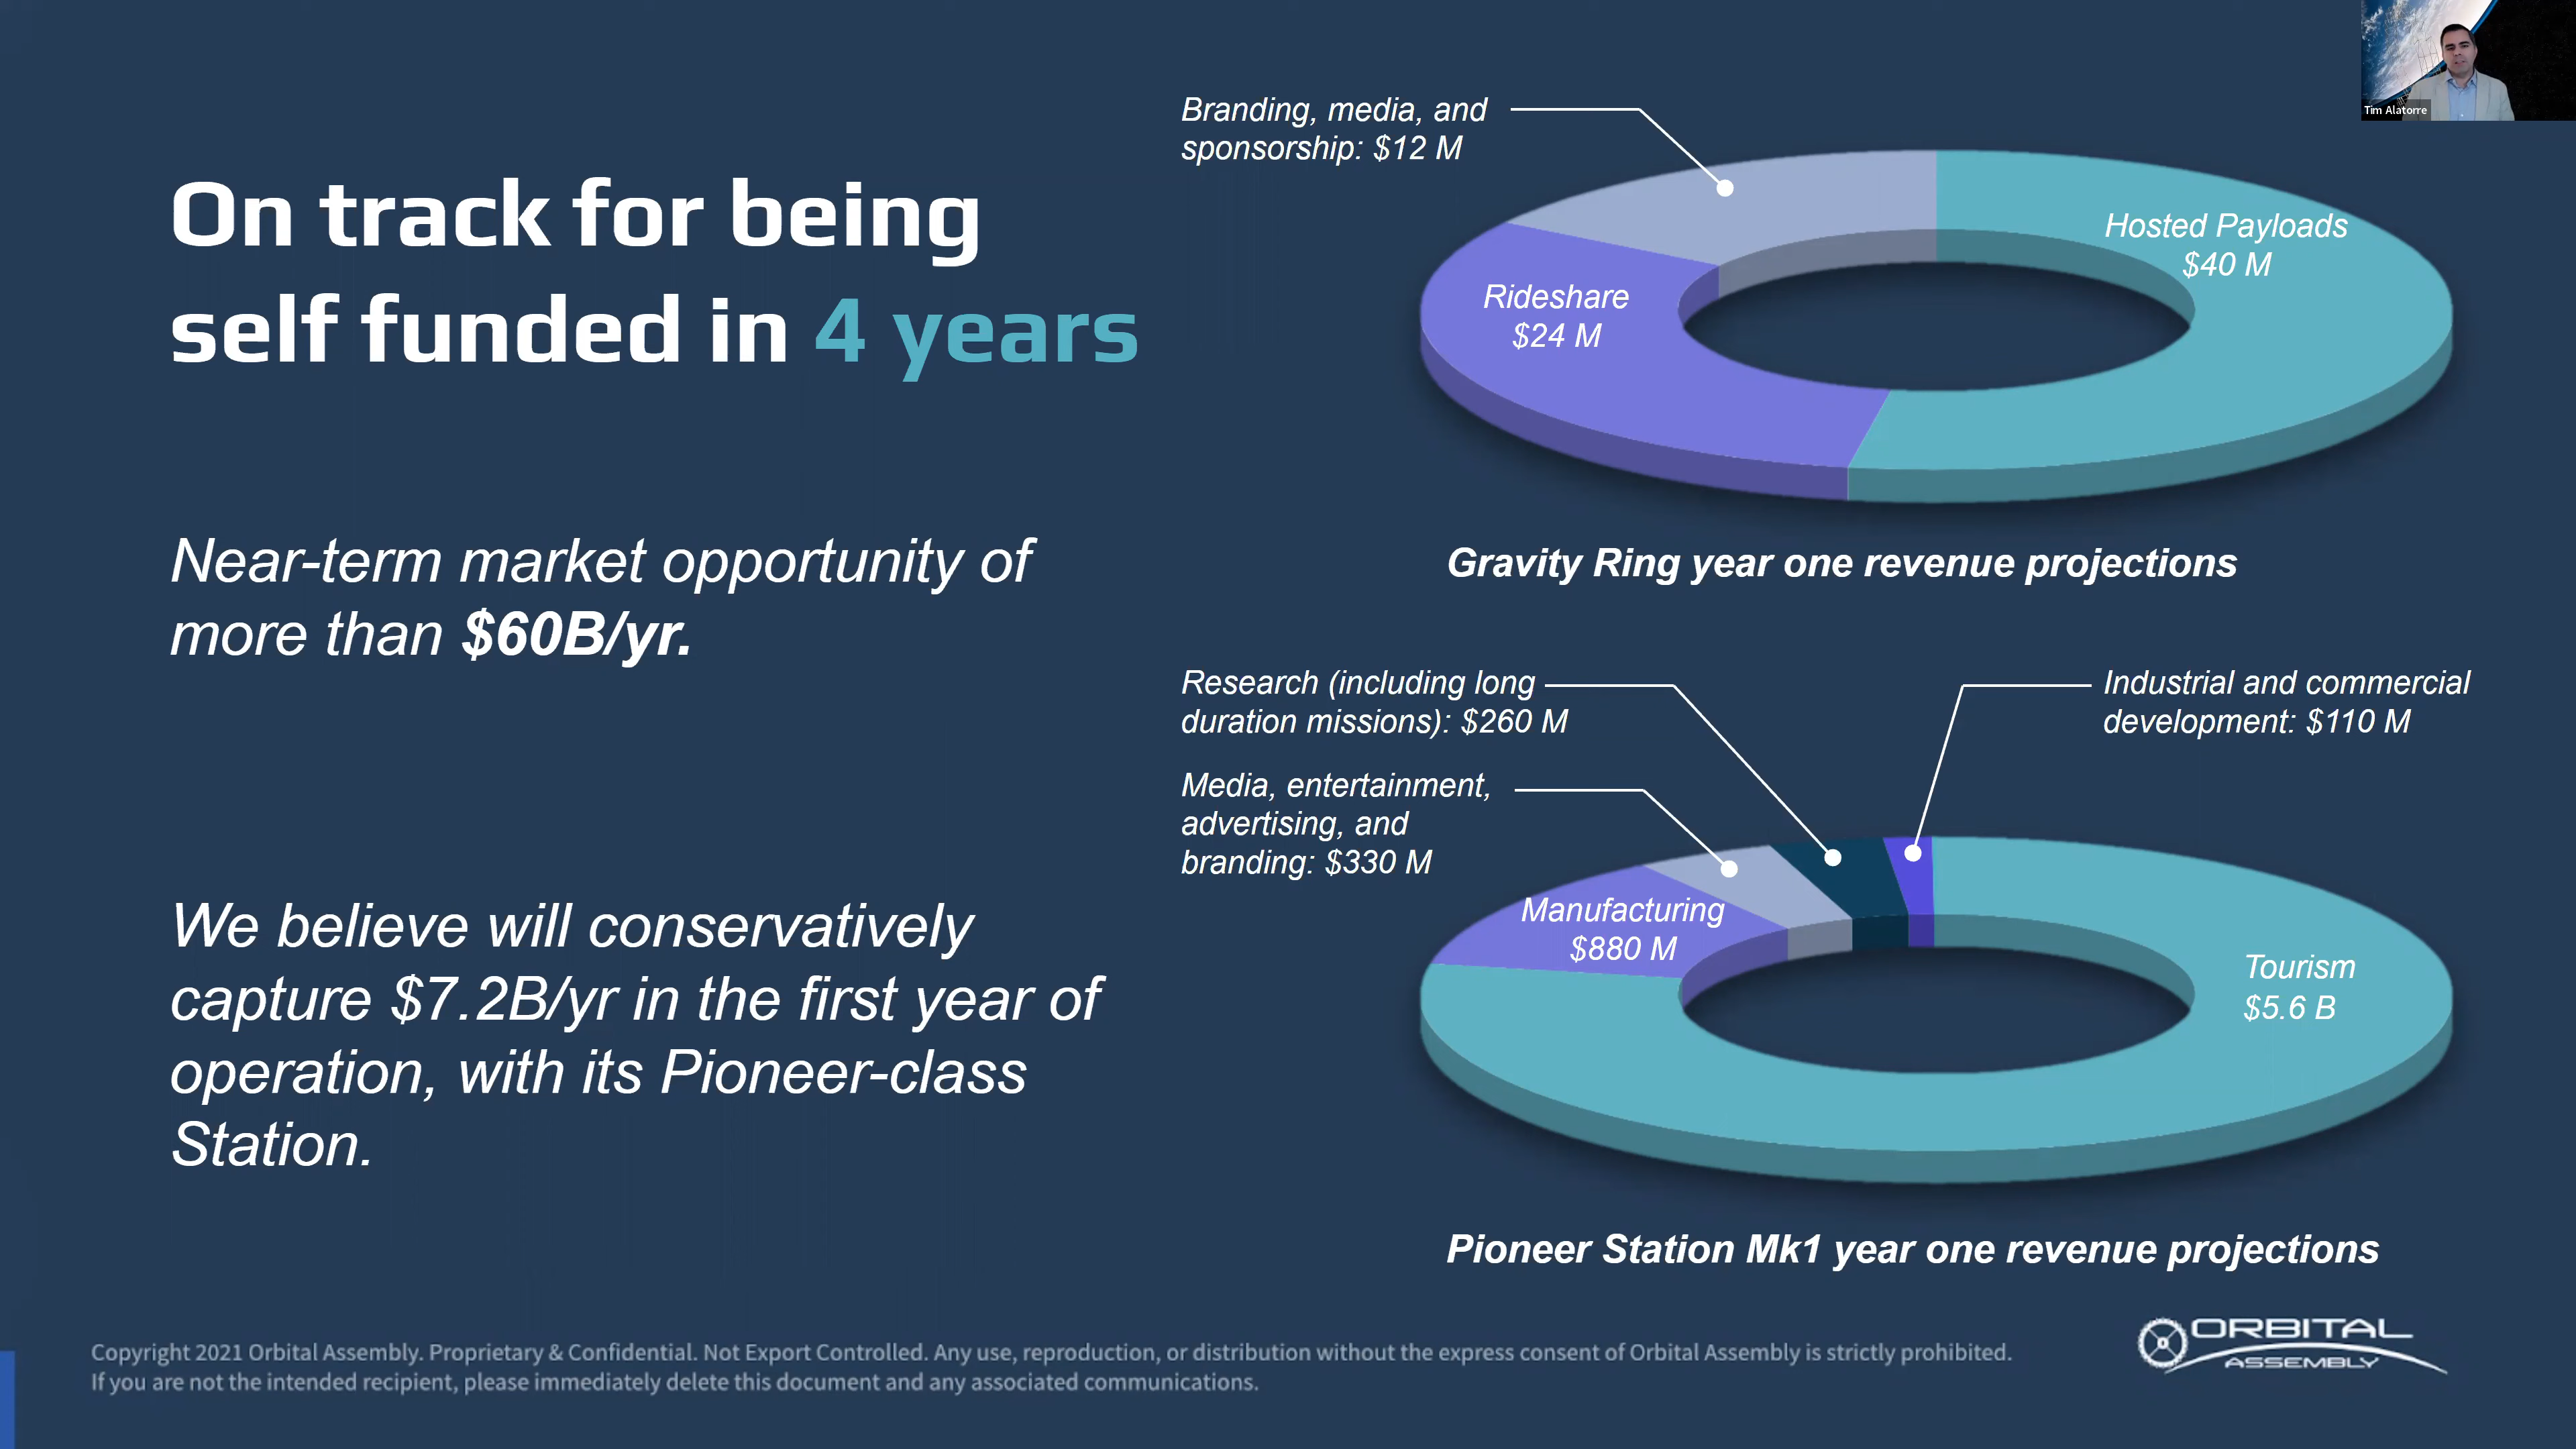 Tim Alatorre
On track for being
self funded in 4 years
Near-term market opportunity of
more than $60B/yr.
We believe will conservatively
capture $7.2B/yr in the first year of
operation, with its Pioneer-class
Station.
Branding, media, and
sponsorship: $12 M
Hosted Payloads
$40 M
Rideshare
$24 M
Gravity Ring year one revenue projections
Research (including long
duration missions): $260 M
Industrial and commercial
development: $110 M
Media, entertainment,
advertising, and
branding: $330 M
Manufacturing
$880 M
Tourism
$5.6 B
Pioneer Station Mk1 year one revenue projections
Copyright 2021 Orbital Assembly. Proprietary & Confidential. Not Export Controlled. Any use, reproduction, or distribution without the express consent of Orbital Assembly is strictly prohibited.
If you are not the intended recipient, please immediately delete this document and any associated communications.
ORBITAL
ASSEMBLY